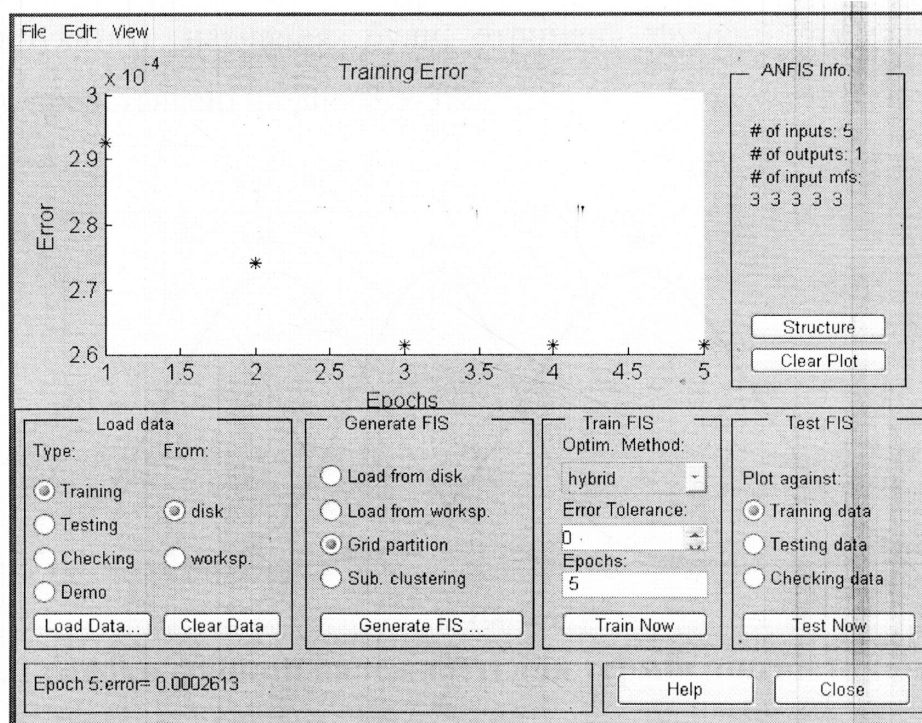 File Edit View
× 10⁻⁴
Training Error
3
2.9
2.8
2.7
2.6
Error
1 1.5 2 2.5 3 3.5 4 4.5 5
Epochs
ANFIS Info.
# of inputs: 5
# of outputs: 1
# of input mfs:
3 3 3 3 3
Structure
Clear Plot
Load data
Type:
From:
Training
Testing
Checking
Demo
disk
worksp.
Load Data...
Clear Data
Generate FIS
Load from disk
Load from worksp.
Grid partition
Sub. clustering
Generate FIS ...
Train FIS
Optim. Method:
hybrid
Error Tolerance:
0
Epochs:
5
Train Now
Test FIS
Plot against:
Training data
Testing data
Checking data
Test Now
Epoch 5:error= 0.0002613
Help
Close